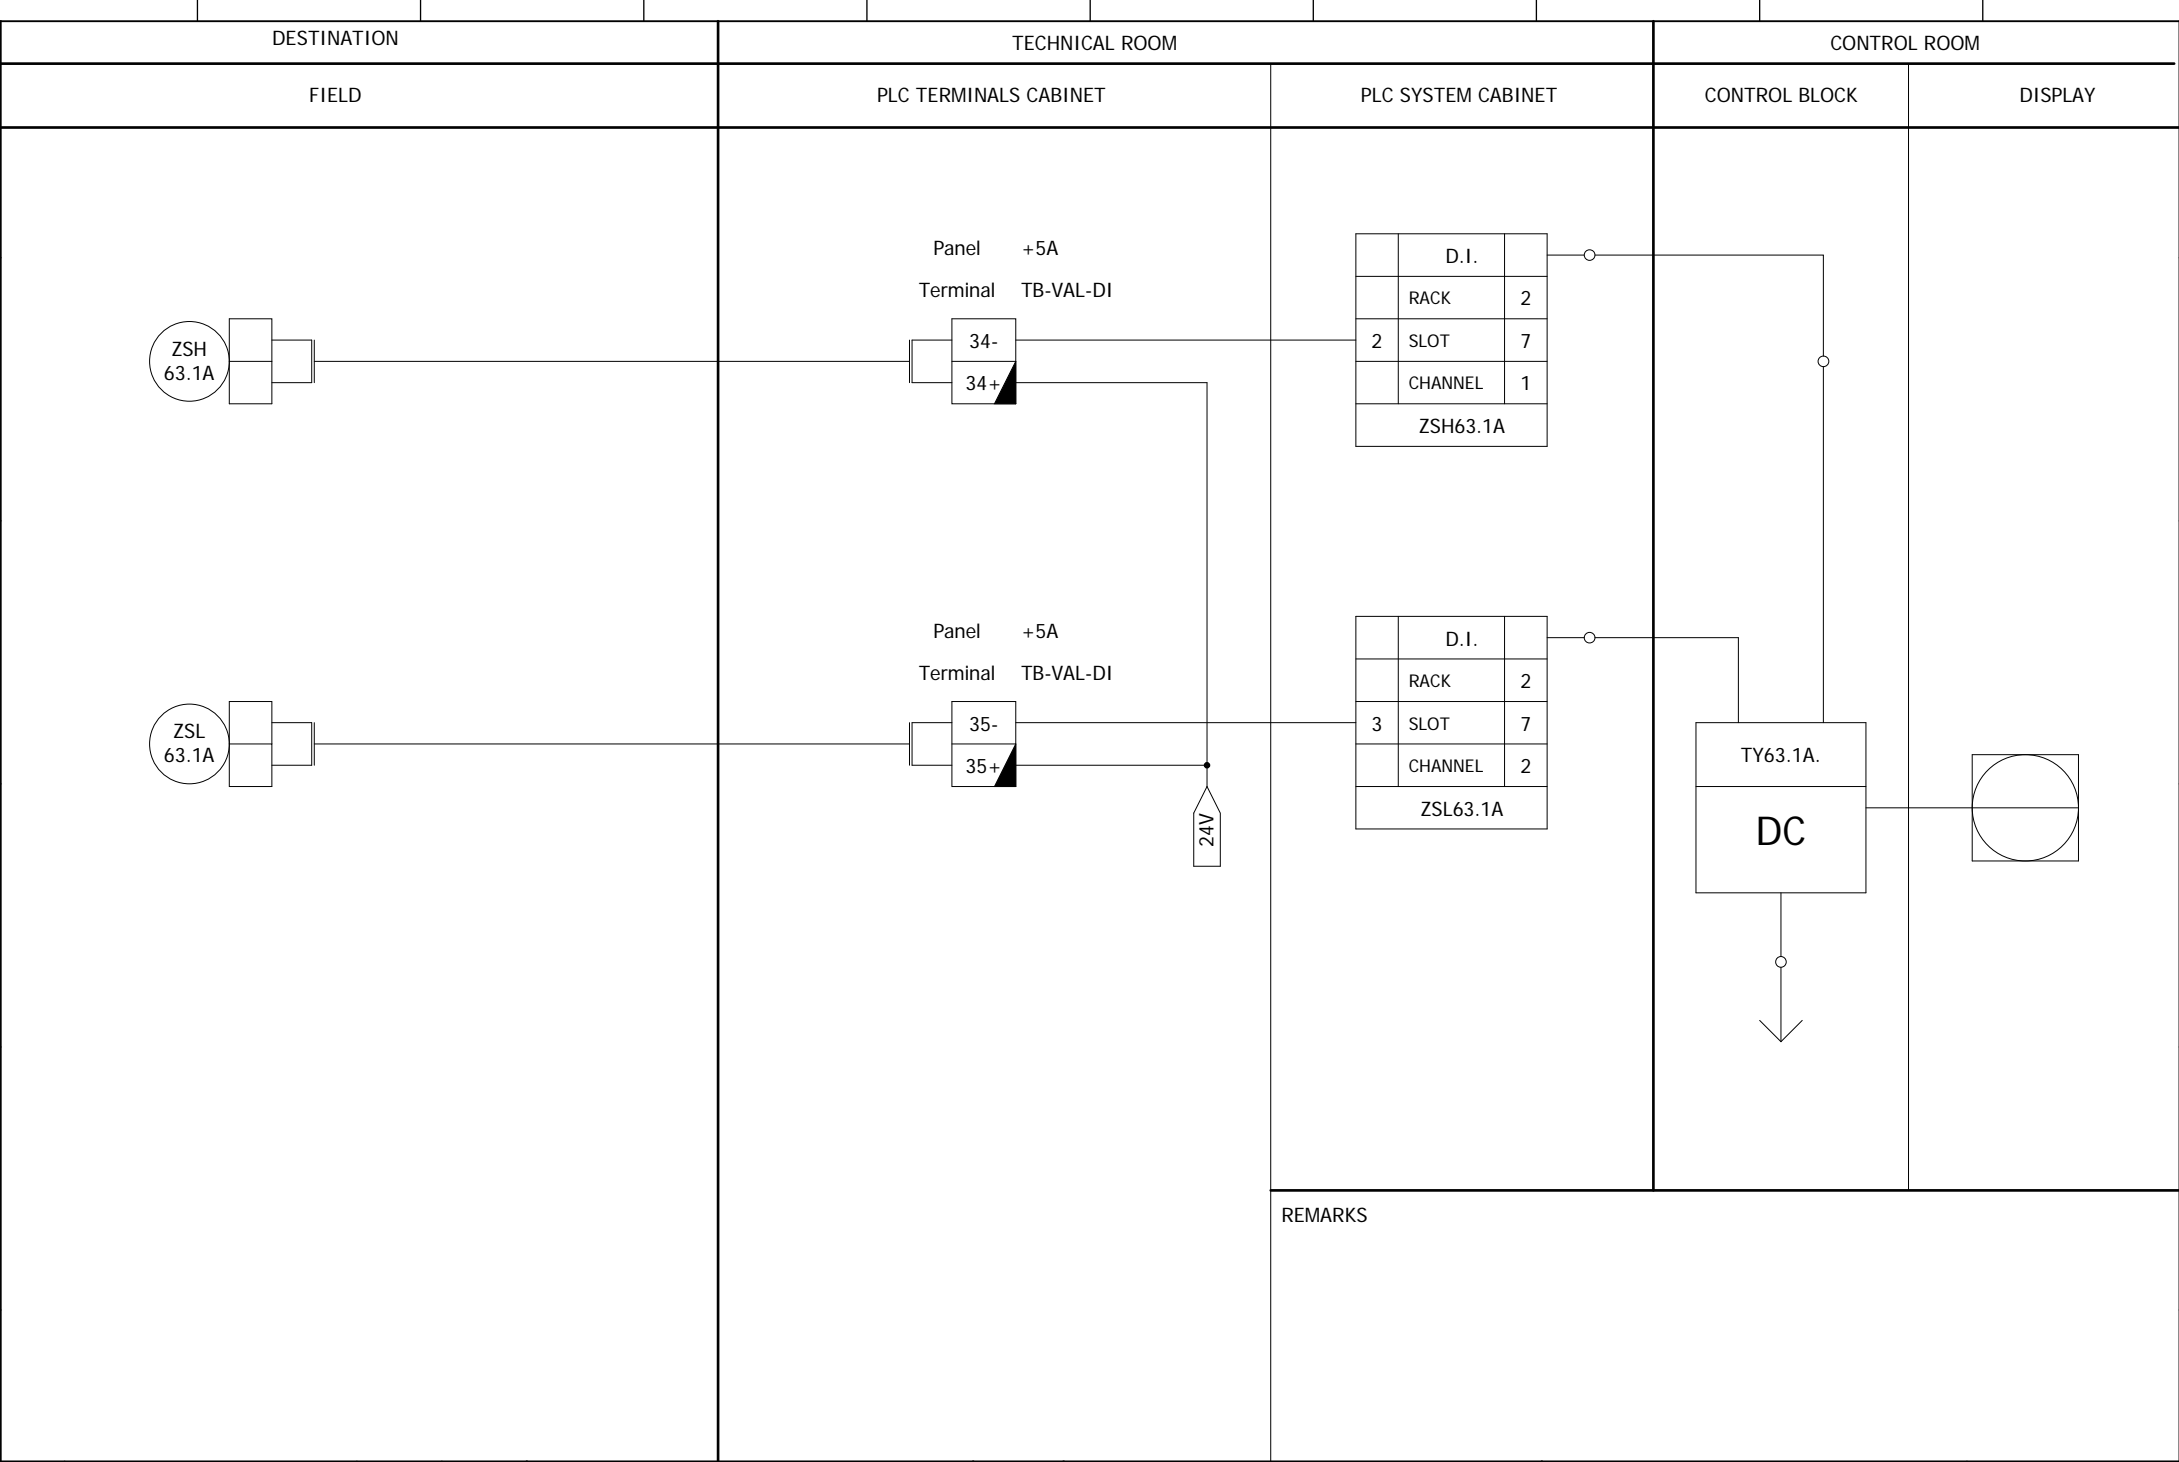 DESTINATION
TECHNICAL ROOM
CONTROL ROOM
FIELD
PLC TERMINALS CABINET
PLC SYSTEM CABINET
CONTROL BLOCK
DISPLAY
Panel +5A
Terminal TB-VAL-DI
ZSH
63.1A
34-
34+
D.I.
RACK 2
2 SLOT 7
CHANNEL 1
ZSH63.1A
Panel +5A
Terminal TB-VAL-DI
ZSL
63.1A
35-
35+
24V
D.I.
RACK 2
3 SLOT 7
CHANNEL 2
ZSL63.1A
TY63.1A.
DC
REMARKS